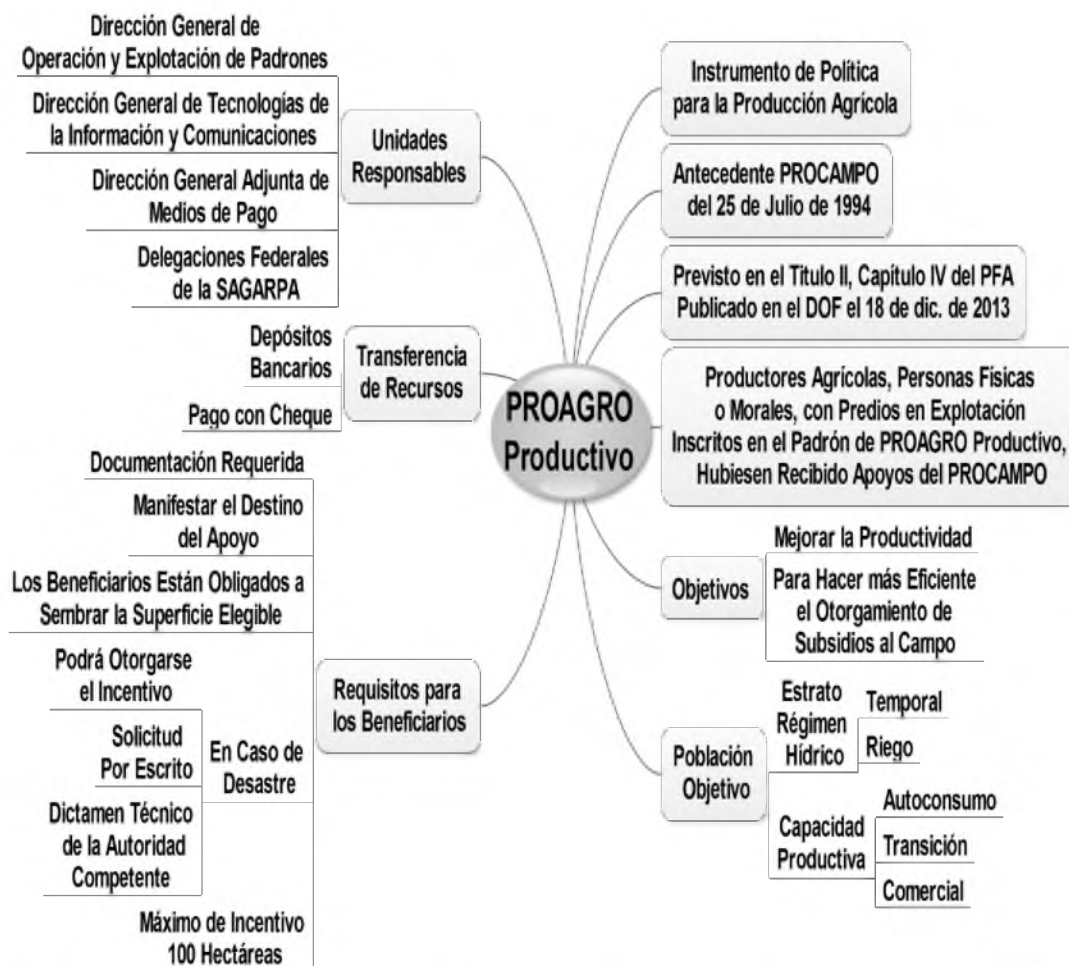 Dirección General de
Operación y Explotación de Padrones
Dirección General de Tecnologías de
la Información y Comunicaciones
Dirección General Adjunta de
Medios de Pago
Delegaciones Federales
de la SAGARPA
Unidades
Responsables
Depósitos
Bancarios
Pago con Cheque
Transferencia
de Recursos
Documentación Requerida
Manifestar el Destino
del Apoyo
Los Beneficiarios Están Obligados a
Sembrar la Superficie Elegible
Podrá Otorgarse
el Incentivo
Solicitud
Por Escrito
Dictamen Técnico
de la Autoridad
Competente
En Caso de
Desastre
Máximo de Incentivo
100 Hectáreas
Requisitos para
los Beneficiarios
PROAGRO
Productivo
Instrumento de Política
para la Producción Agrícola
Antecedente PROCAMPO
del 25 de Julio de 1994
Previsto en el Titulo II, Capítulo IV del PFA
Publicado en el DOF el 18 de dic. de 2013
Productores Agrícolas, Personas Físicas
o Morales, con Predios en Explotación
Inscritos en el Padrón de PROAGRO Productivo,
Hubiesen Recibido Apoyos del PROCAMPO
Objetivos
Mejorar la Productividad
Para Hacer más Eficiente
el Otorgamiento de
Subsidios al Campo
Población
Objetivo
Estrato
Régimen
Hídrico
Temporal
Riego
Capacidad
Productiva
Autoconsumo
Transición
Comercial